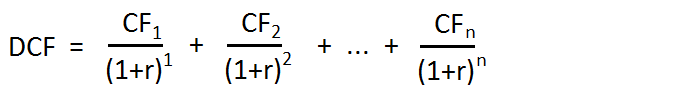 DCF = CF₁/(1+r)¹ + CF₂/(1+r)² + ... + CFₙ/(1+r)ⁿ